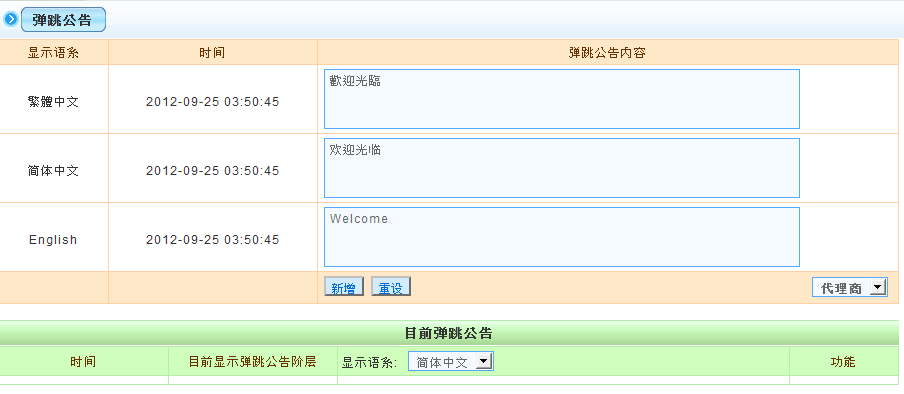 弹跳公告
显示语系 时间 弹跳公告内容
繁體中文 2012-09-25 03:50:45 歡迎光臨
简体中文 2012-09-25 03:50:45 欢迎光临
English 2012-09-25 03:50:45 Welcome
新增 重设 代理商
目前弹跳公告
时间 目前显示弹跳公告阶层 显示语系: 简体中文 功能